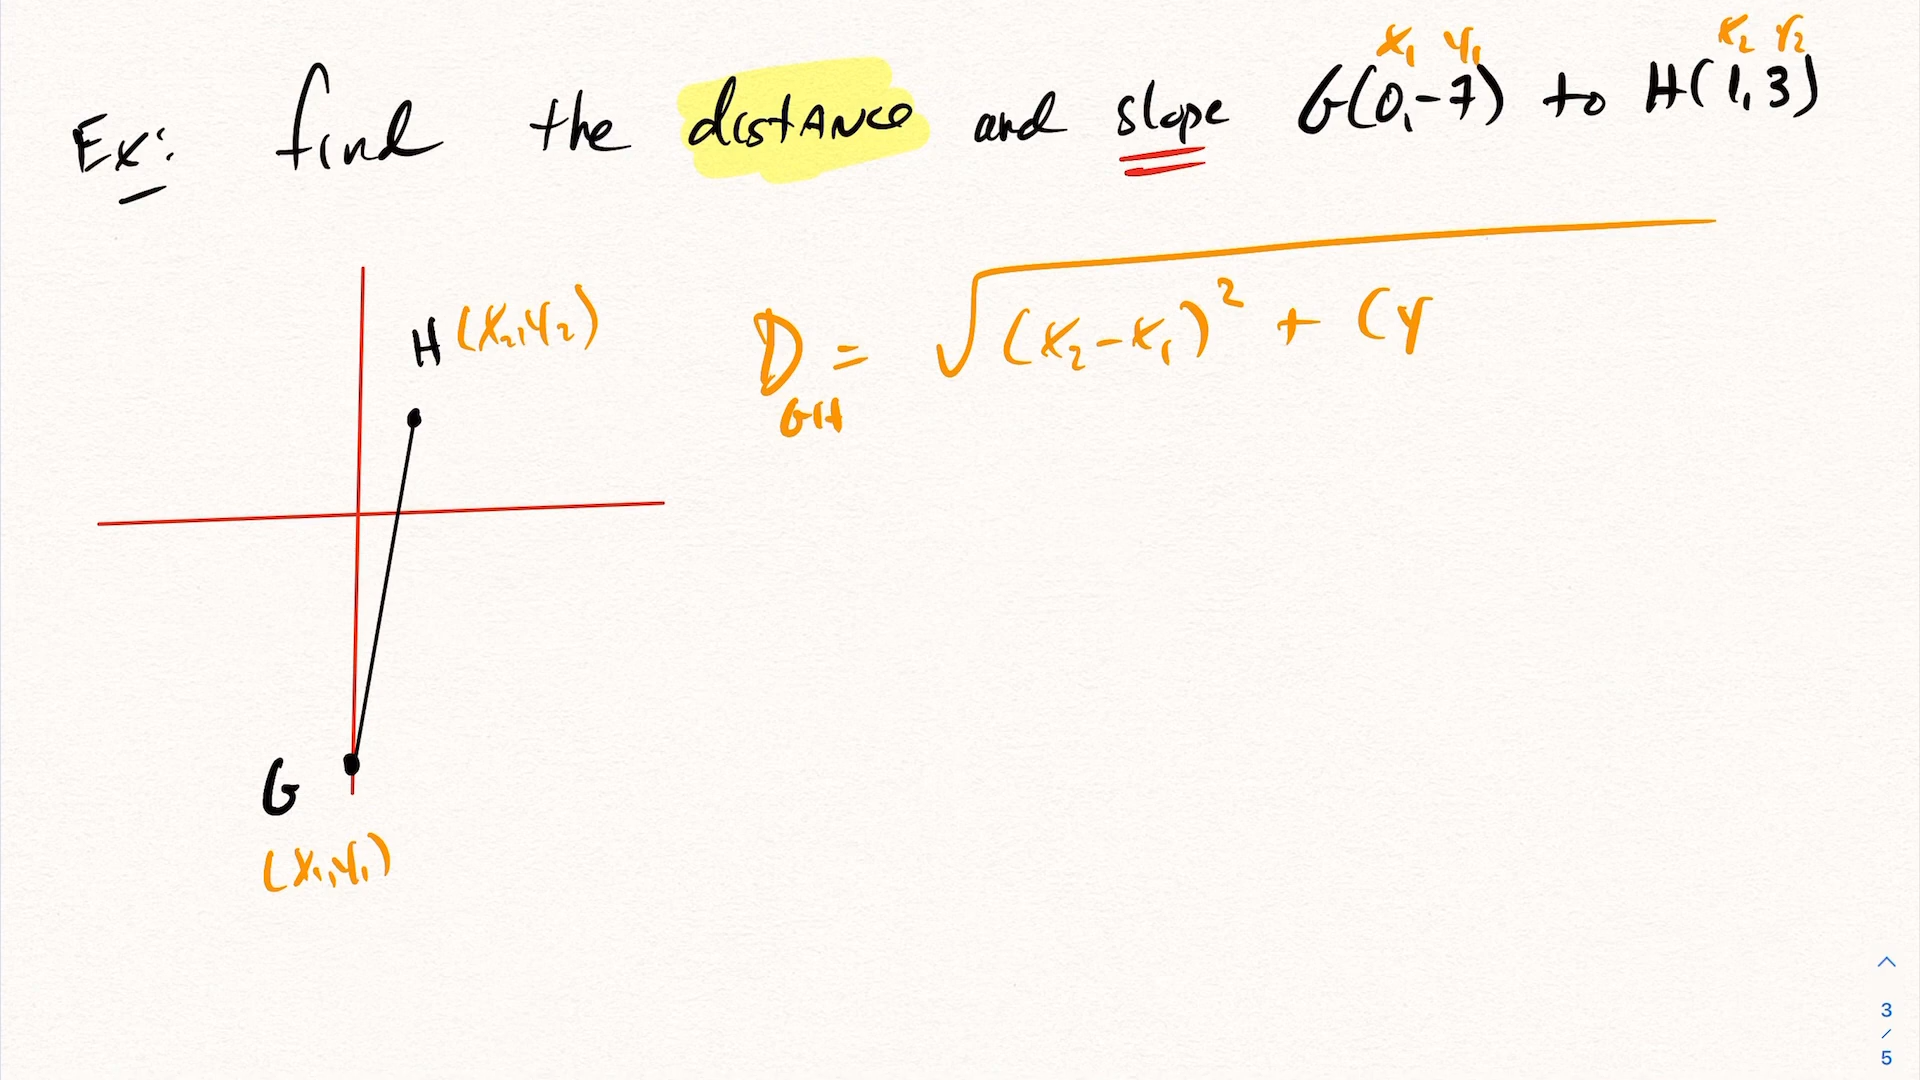 Ex: find the distance and slope G(0,-7) to H(1,3)
x₁ y₁
x₂ y₂
H (x₂,y₂)
D_GH = √(x₂-x₁)² + (y
G
(x₁,y₁)
3
/
5